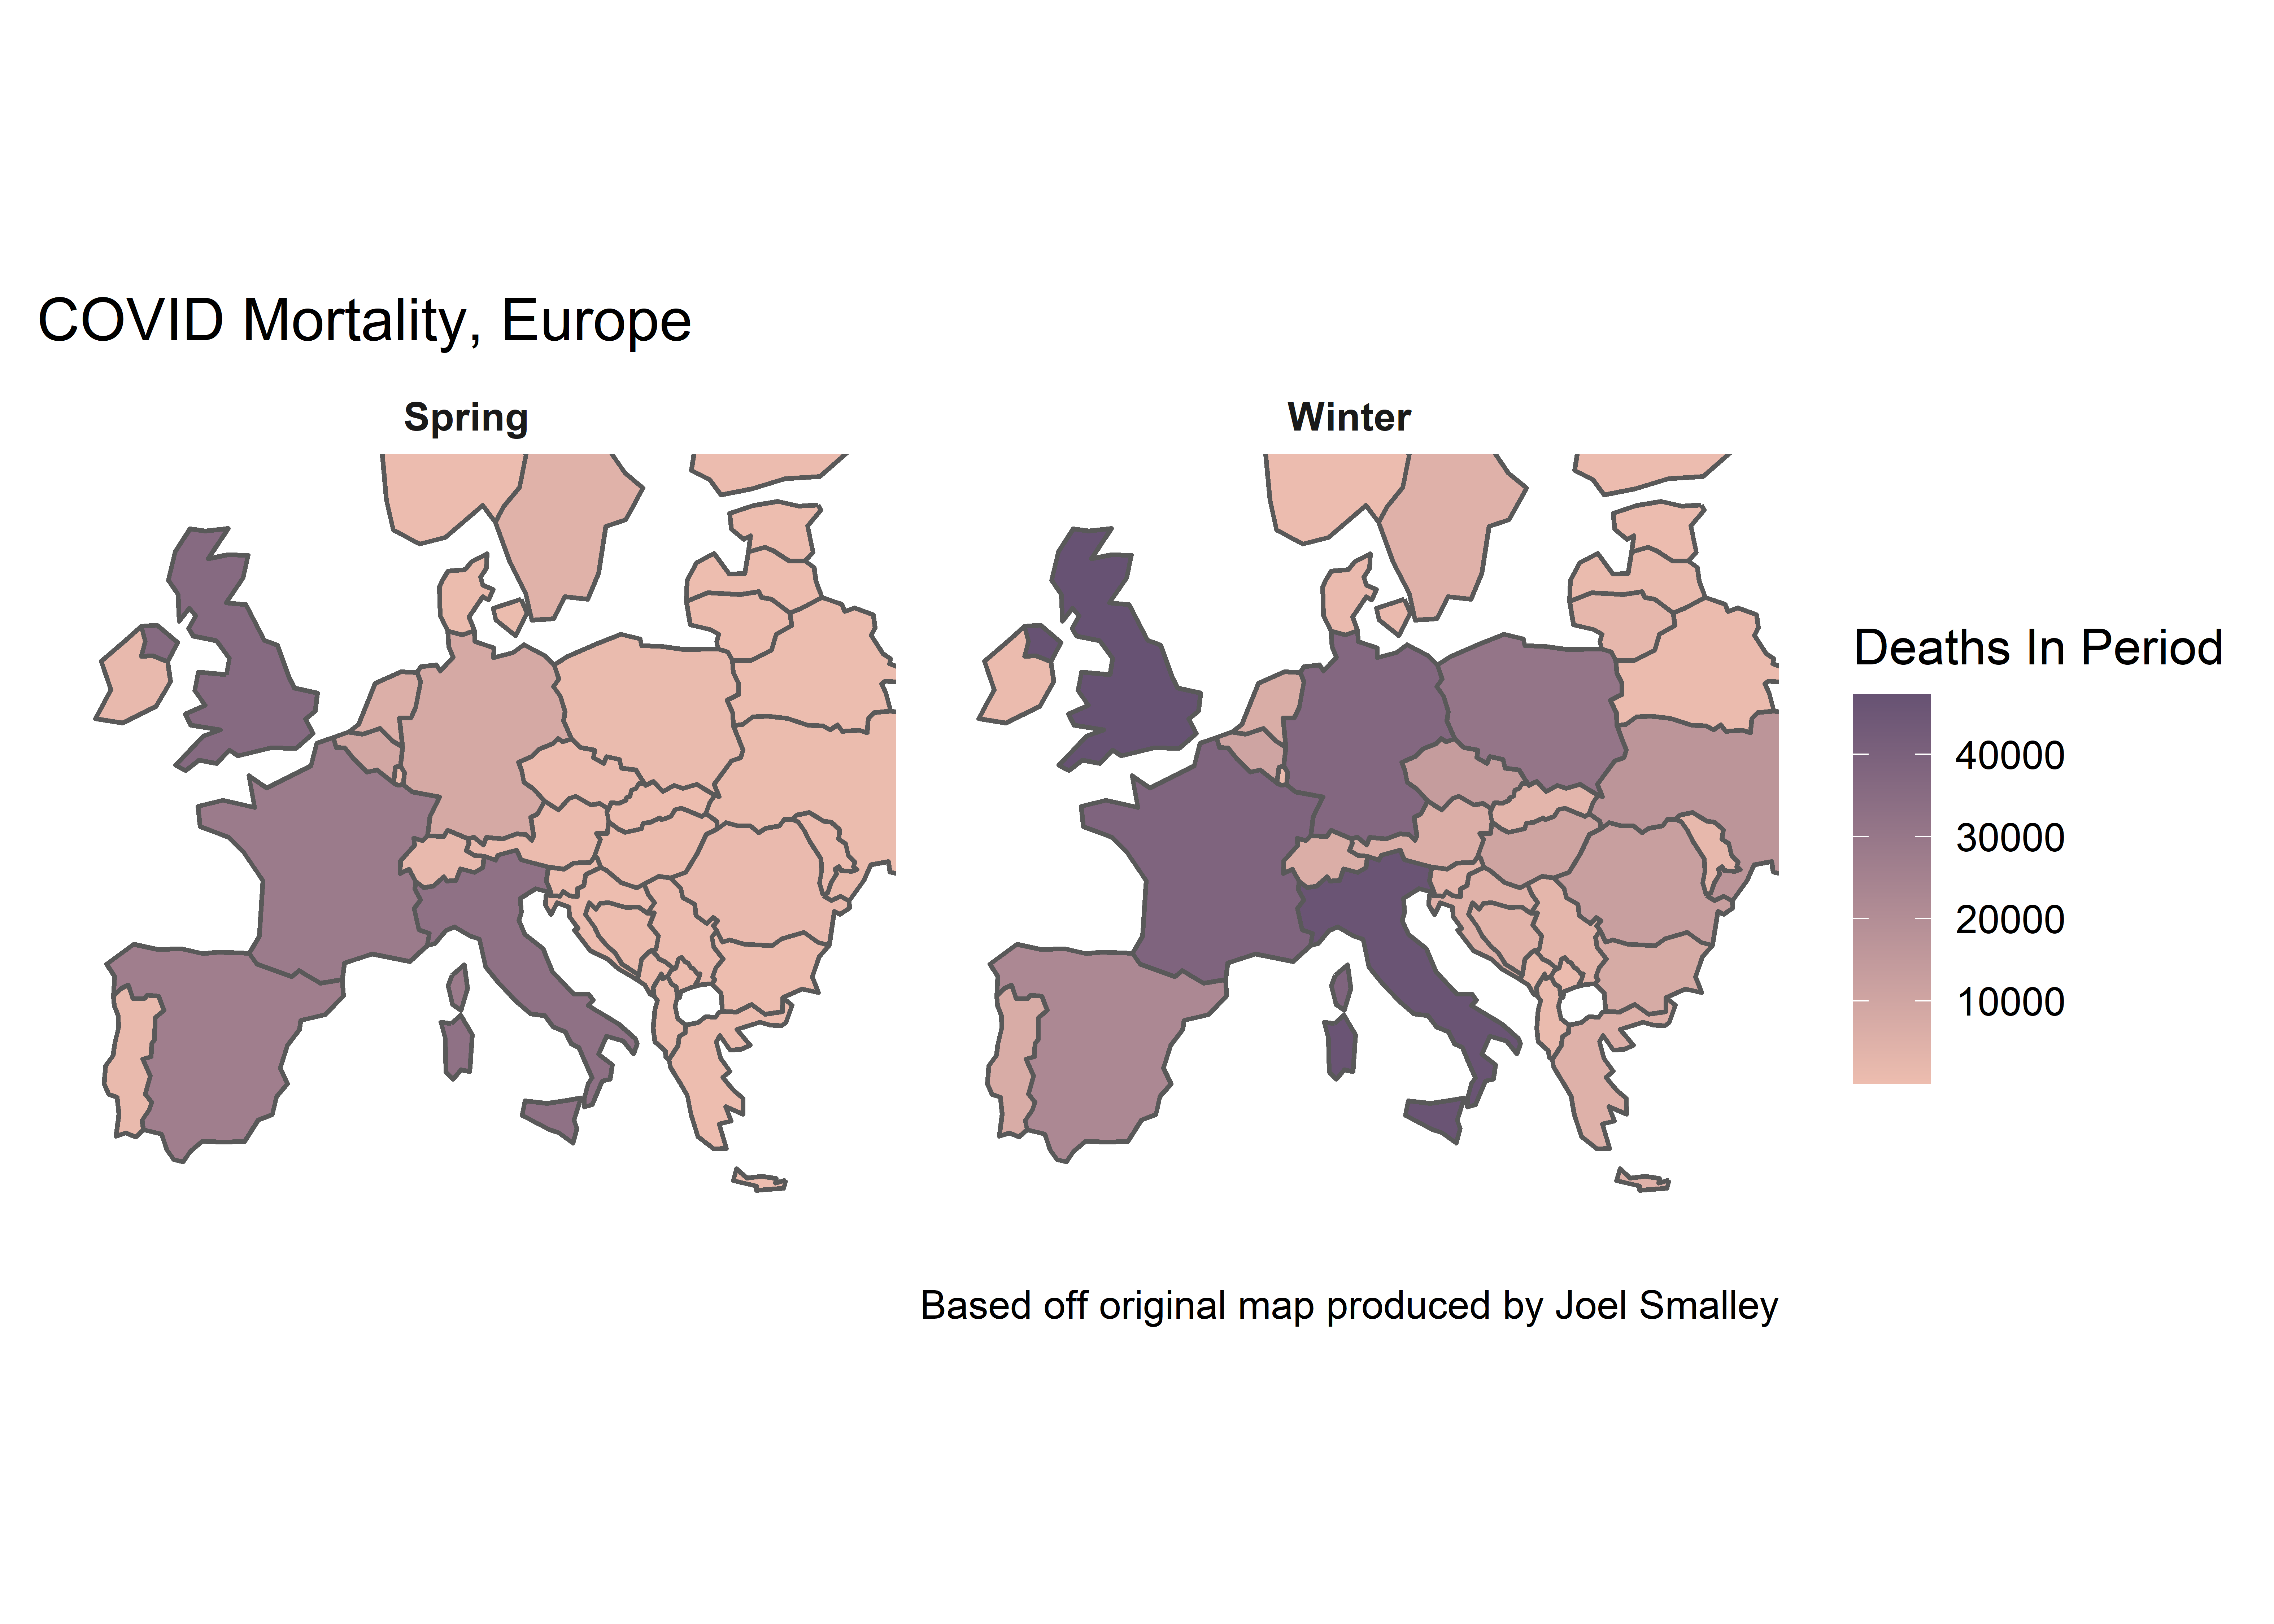 COVID Mortality, Europe
Spring
Winter
Deaths In Period
40000
30000
20000
10000
Based off original map produced by Joel Smalley